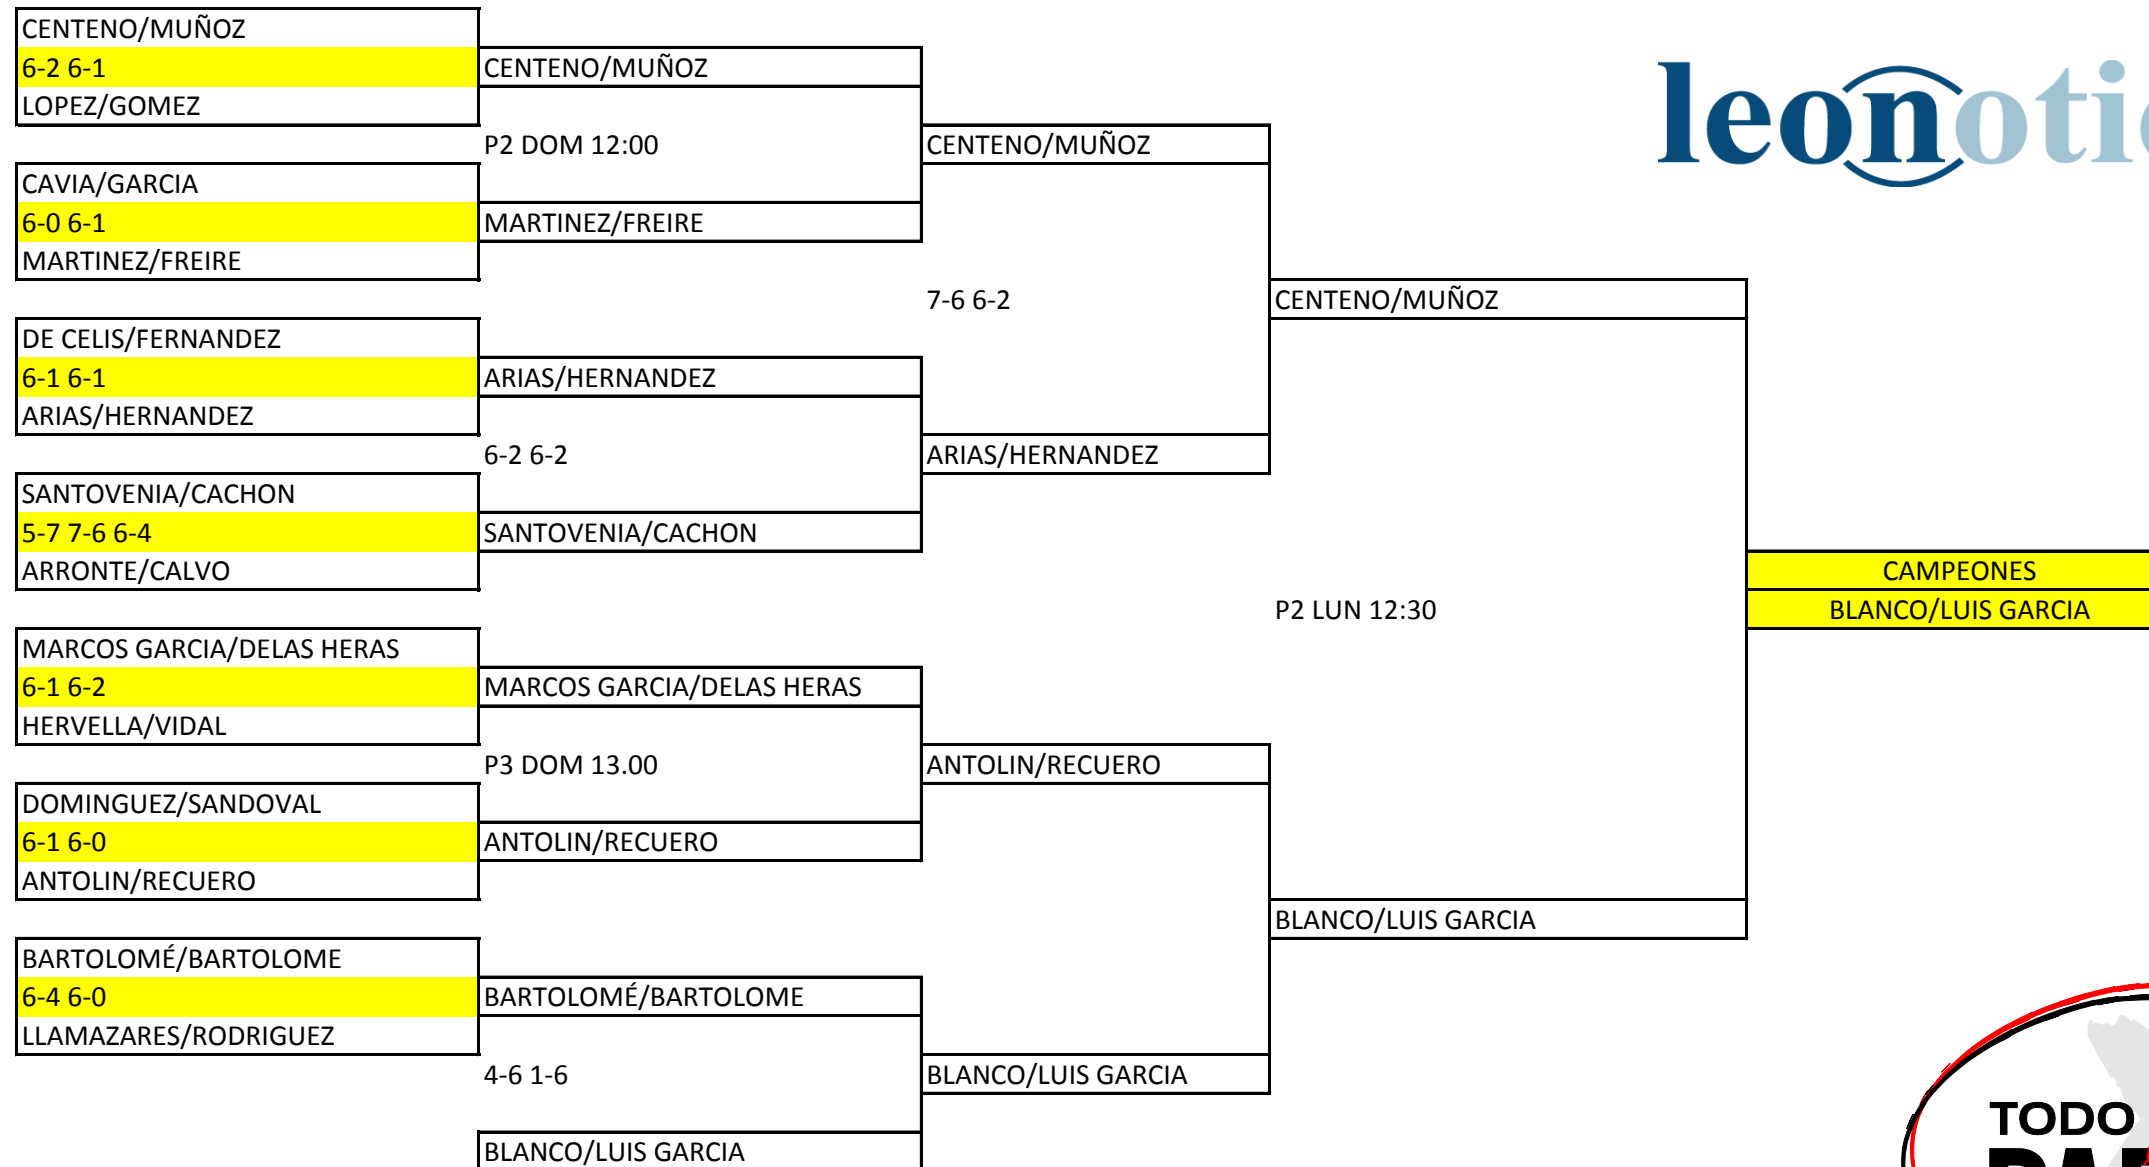 CENTENO/MUÑOZ
6-2 6-1
LOPEZ/GOMEZ
CAVIA/GARCIA
6-0 6-1
MARTINEZ/FREIRE
DE CELIS/FERNANDEZ
6-1 6-1
ARIAS/HERNANDEZ
SANTOVENIA/CACHON
5-7 7-6 6-4
ARRONTE/CALVO
MARCOS GARCIA/DELAS HERAS
6-1 6-2
HERVELLA/VIDAL
DOMINGUEZ/SANDOVAL
6-1 6-0
ANTOLIN/RECUERO
BARTOLOMÉ/BARTOLOME
6-4 6-0
LLAMAZARES/RODRIGUEZ
CENTENO/MUÑOZ
P2 DOM 12:00
MARTINEZ/FREIRE
ARIAS/HERNANDEZ
6-2 6-2
SANTOVENIA/CACHON
MARCOS GARCIA/DELAS HERAS
P3 DOM 13.00
ANTOLIN/RECUERO
BARTOLOMÉ/BARTOLOME
4-6 1-6
BLANCO/LUIS GARCIA
CENTENO/MUÑOZ
7-6 6-2
ARIAS/HERNANDEZ
ANTOLIN/RECUERO
BLANCO/LUIS GARCIA
CENTENO/MUÑOZ
P2 LUN 12:30
BLANCO/LUIS GARCIA
CAMPEONES
BLANCO/LUIS GARCIA
TODO